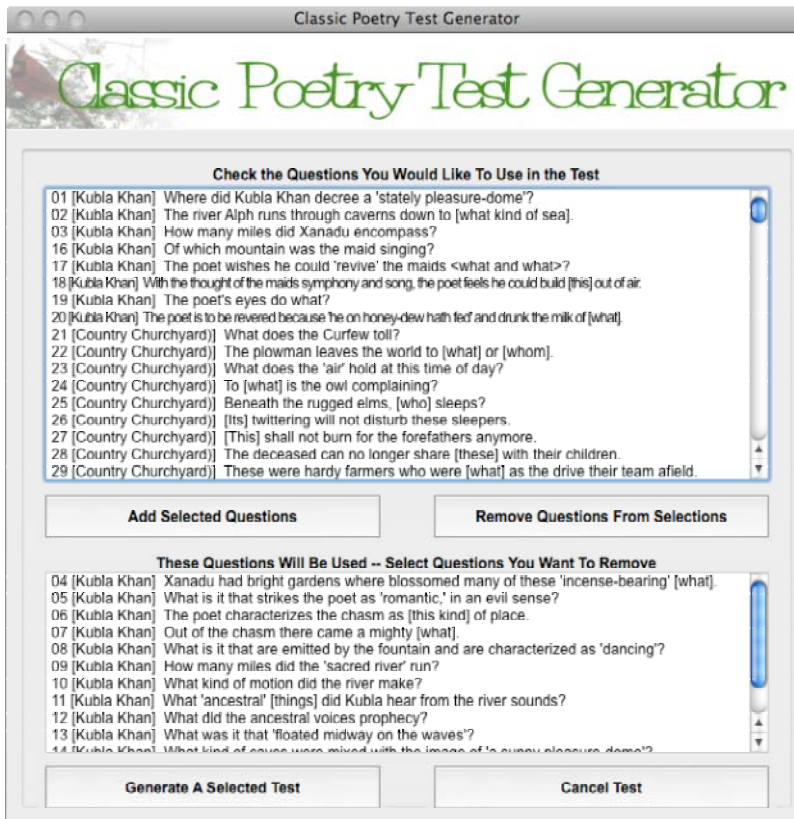 Classic Poetry Test Generator
Classic Poetry Test Generator
Check the Questions You Would Like To Use in the Test
01 [Kubla Khan] Where did Kubla Khan decree a 'stately pleasure-dome'?
02 [Kubla Khan] The river Alph runs through caverns down to [what kind of sea].
03 [Kubla Khan] How many miles did Xanadu encompass?
16 [Kubla Khan] Of which mountain was the maid singing?
17 [Kubla Khan] The poet wishes he could 'revive' the maids <what and what>?
18 [Kubla Khan] With the thought of the maids symphony and song, the poet feels he could build [this] out of air.
19 [Kubla Khan] The poet's eyes do what?
20 [Kubla Khan] The poet is to be revered because 'he on honey-dew hath fed' and drunk the milk of [what].
21 [Country Churchyard)] What does the Curfew toll?
22 [Country Churchyard)] The plowman leaves the world to [what] or [whom].
23 [Country Churchyard)] What does the 'air' hold at this time of day?
24 [Country Churchyard)] To [what] is the owl complaining?
25 [Country Churchyard)] Beneath the rugged elms, [who] sleeps?
26 [Country Churchyard)] [Its] twittering will not disturb these sleepers.
27 [Country Churchyard)] [This] shall not burn for the forefathers anymore.
28 [Country Churchyard)] The deceased can no longer share [these] with their children.
29 [Country Churchyard)] These were hardy farmers who were [what] as the drive their team afield.
Add Selected Questions
Remove Questions From Selections
These Questions Will Be Used -- Select Questions You Want To Remove
04 [Kubla Khan] Xanadu had bright gardens where blossomed many of these 'incense-bearing' [what].
05 [Kubla Khan] What is it that strikes the poet as 'romantic,' in an evil sense?
06 [Kubla Khan] The poet characterizes the chasm as [this kind] of place.
07 [Kubla Khan] Out of the chasm there came a mighty [what].
08 [Kubla Khan] What is it that are emitted by the fountain and are characterized as 'dancing'?
09 [Kubla Khan] How many miles did the 'sacred river' run?
10 [Kubla Khan] What kind of motion did the river make?
11 [Kubla Khan] What 'ancestral' [things] did Kubla hear from the river sounds?
12 [Kubla Khan] What did the ancestral voices prophecy?
13 [Kubla Khan] What was it that 'floated midway on the waves'?
14 [Kubla Khan] What kind of caves were mixed with the image of 'a sunny pleasure-dome'?
Generate A Selected Test
Cancel Test